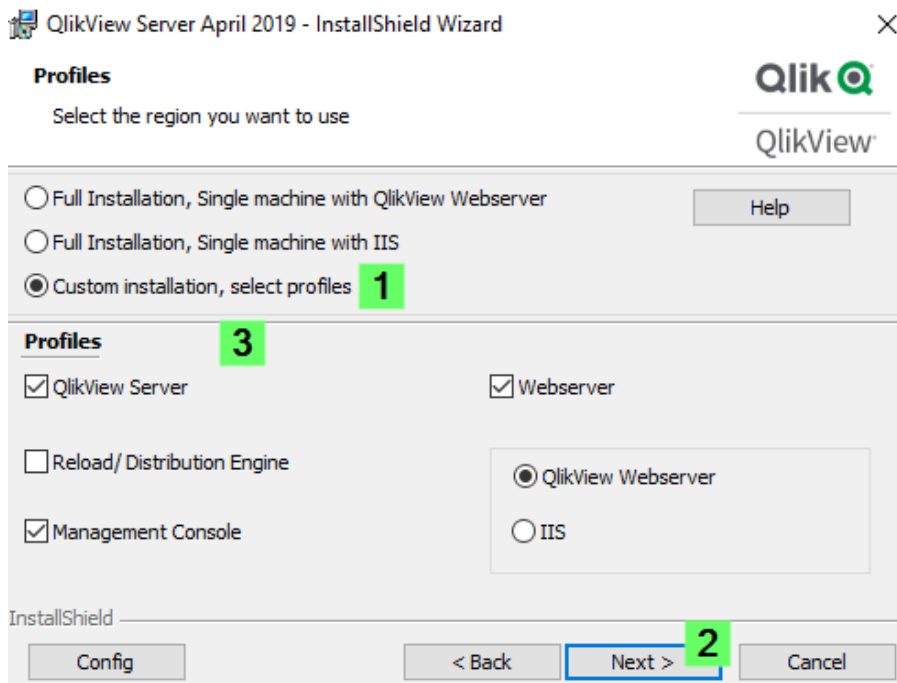 QlikView Server April 2019 - InstallShield Wizard
Profiles
Select the region you want to use
Qlik
QlikView
Full Installation, Single machine with QlikView Webserver
Help
Full Installation, Single machine with IIS
Custom installation, select profiles 1
Profiles 3
QlikView Server
Webserver
Reload/Distribution Engine
QlikView Webserver
Management Console
IIS
InstallShield
Config
< Back
Next > 2
Cancel